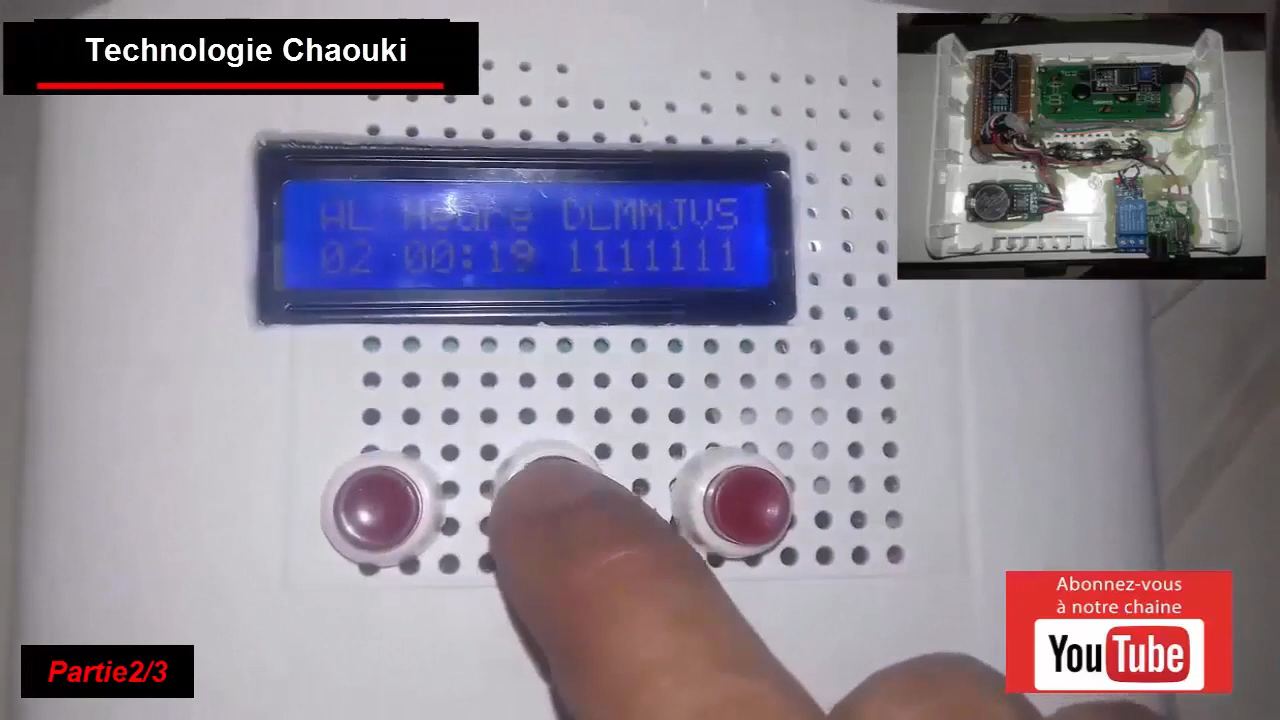 Technologie Chaouki
AL Heure DLMMJVS
02 00:19 1111111
Abonnez-vous
à notre chaine
YouTube
Partie2/3